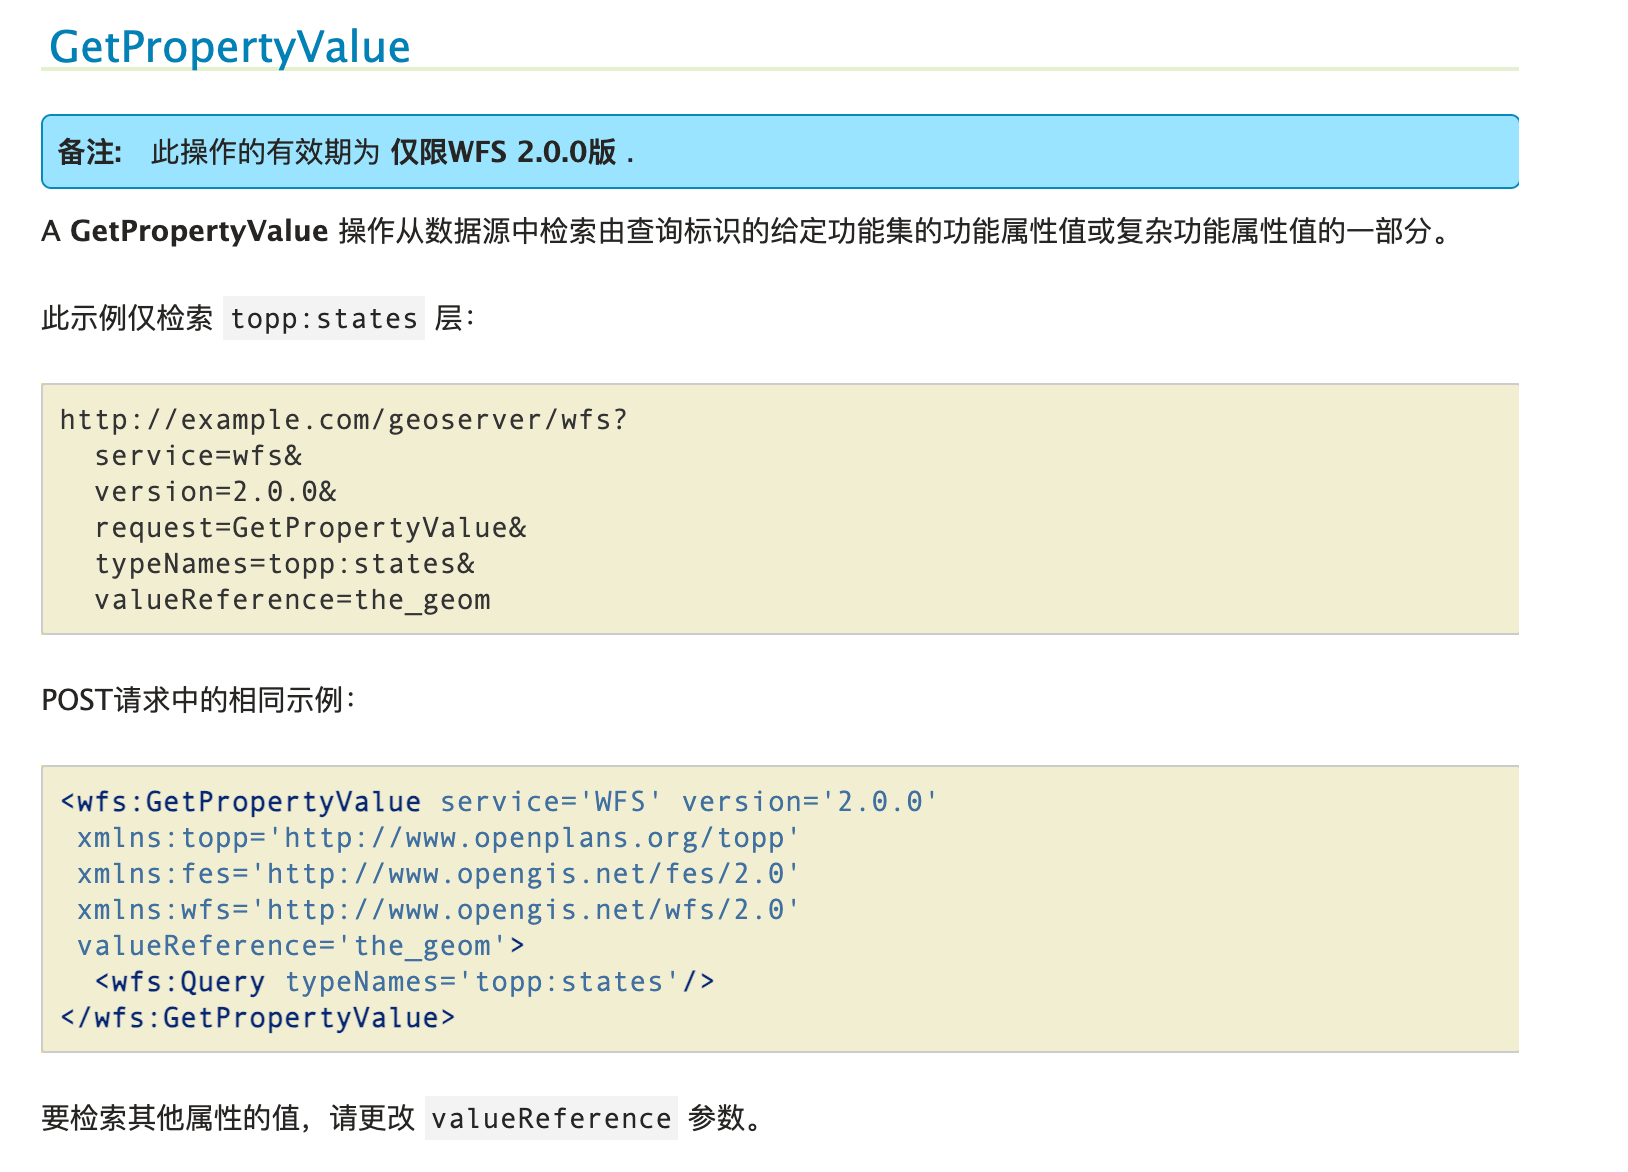 GetPropertyValue
备注: 此操作的有效期为 仅限WFS 2.0.0版 .
A GetPropertyValue 操作从数据源中检索由查询标识的给定功能集的功能属性值或复杂功能属性值的一部分。
此示例仅检索 topp:states 层：
http://example.com/geoserver/wfs?
  service=wfs&
  version=2.0.0&
  request=GetPropertyValue&
  typeNames=topp:states&
  valueReference=the_geom
POST请求中的相同示例：
<wfs:GetPropertyValue service='WFS' version='2.0.0'
 xmlns:topp='http://www.openplans.org/topp'
 xmlns:fes='http://www.opengis.net/fes/2.0'
 xmlns:wfs='http://www.opengis.net/wfs/2.0'
 valueReference='the_geom'>
  <wfs:Query typeNames='topp:states'/>
</wfs:GetPropertyValue>
要检索其他属性的值，请更改 valueReference 参数。